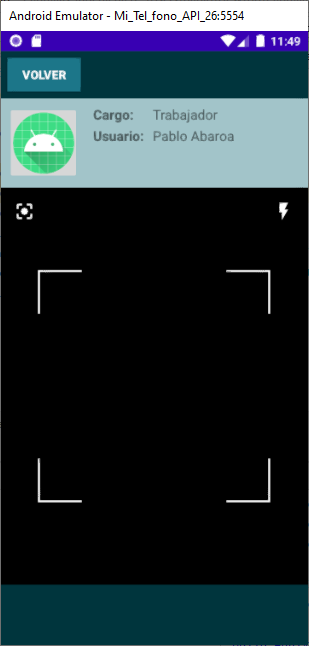 Android Emulator - Mi_Tel_fono_API_26:5554
11:49
VOLVER
Cargo: Trabajador
Usuario: Pablo Abaroa